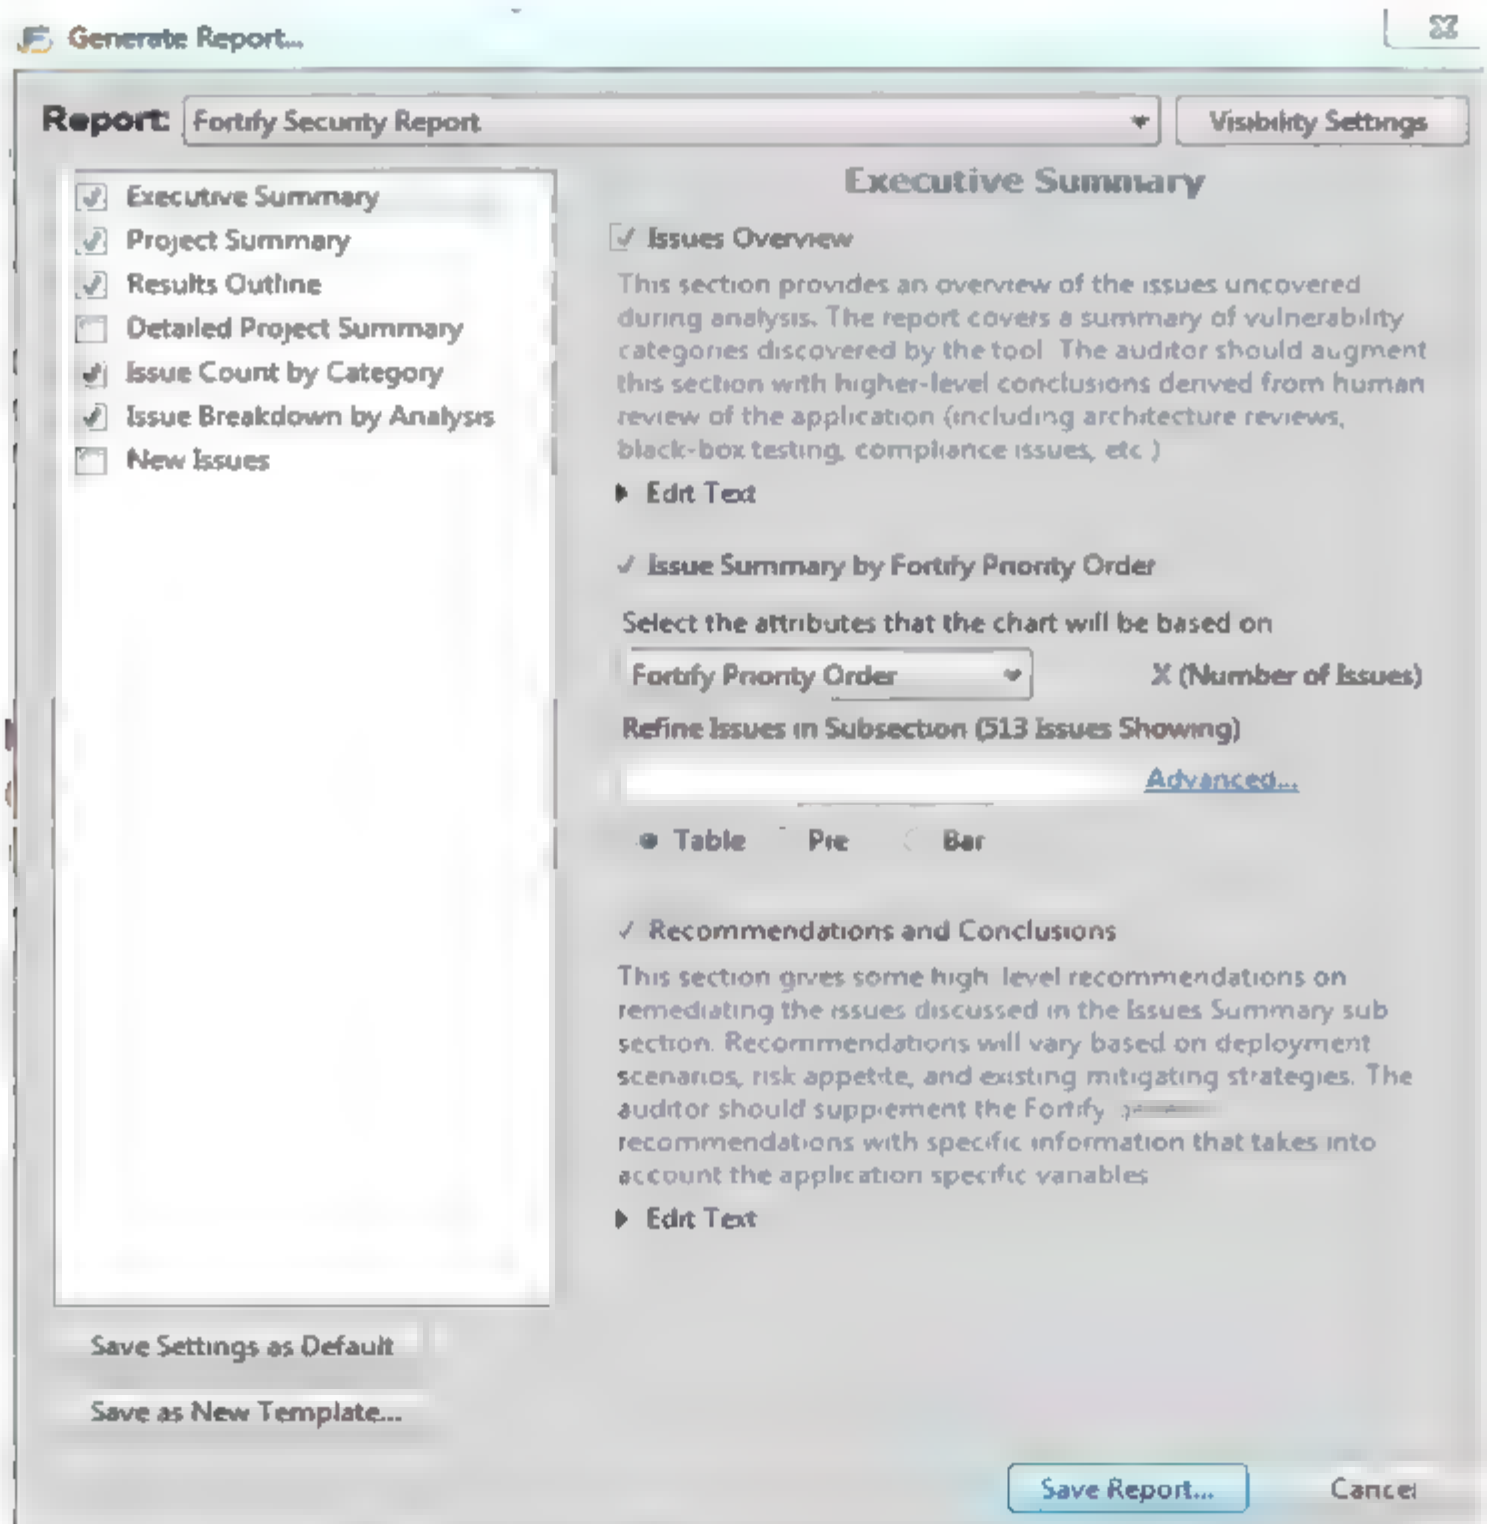 Generate Report...
Report: Fortify Security Report
Visibility Settings
Executive Summary
Project Summary
Results Outline
Detailed Project Summary
Issue Count by Category
Issue Breakdown by Analysis
New Issues
Executive Summary
Issues Overview
This section provides an overview of the issues uncovered
during analysis. The report covers a summary of vulnerability
categories discovered by the tool. The auditor should augment
this section with higher-level conclusions derived from human
review of the application (including architecture reviews,
black-box testing, compliance issues, etc.)
Edit Text
Issue Summary by Fortify Priority Order
Select the attributes that the chart will be based on
Fortify Priority Order
X (Number of Issues)
Refine Issues in Subsection (513 Issues Showing)
Advanced...
Table Pie Bar
Recommendations and Conclusions
This section gives some high level recommendations on
remediating the issues discussed in the Issues Summary sub
section. Recommendations will vary based on deployment
scenarios, risk appetite, and existing mitigating strategies. The
auditor should supplement the Fortify
recommendations with specific information that takes into
account the application specific variables
Edit Text
Save Settings as Default
Save as New Template...
Save Report...
Cancel